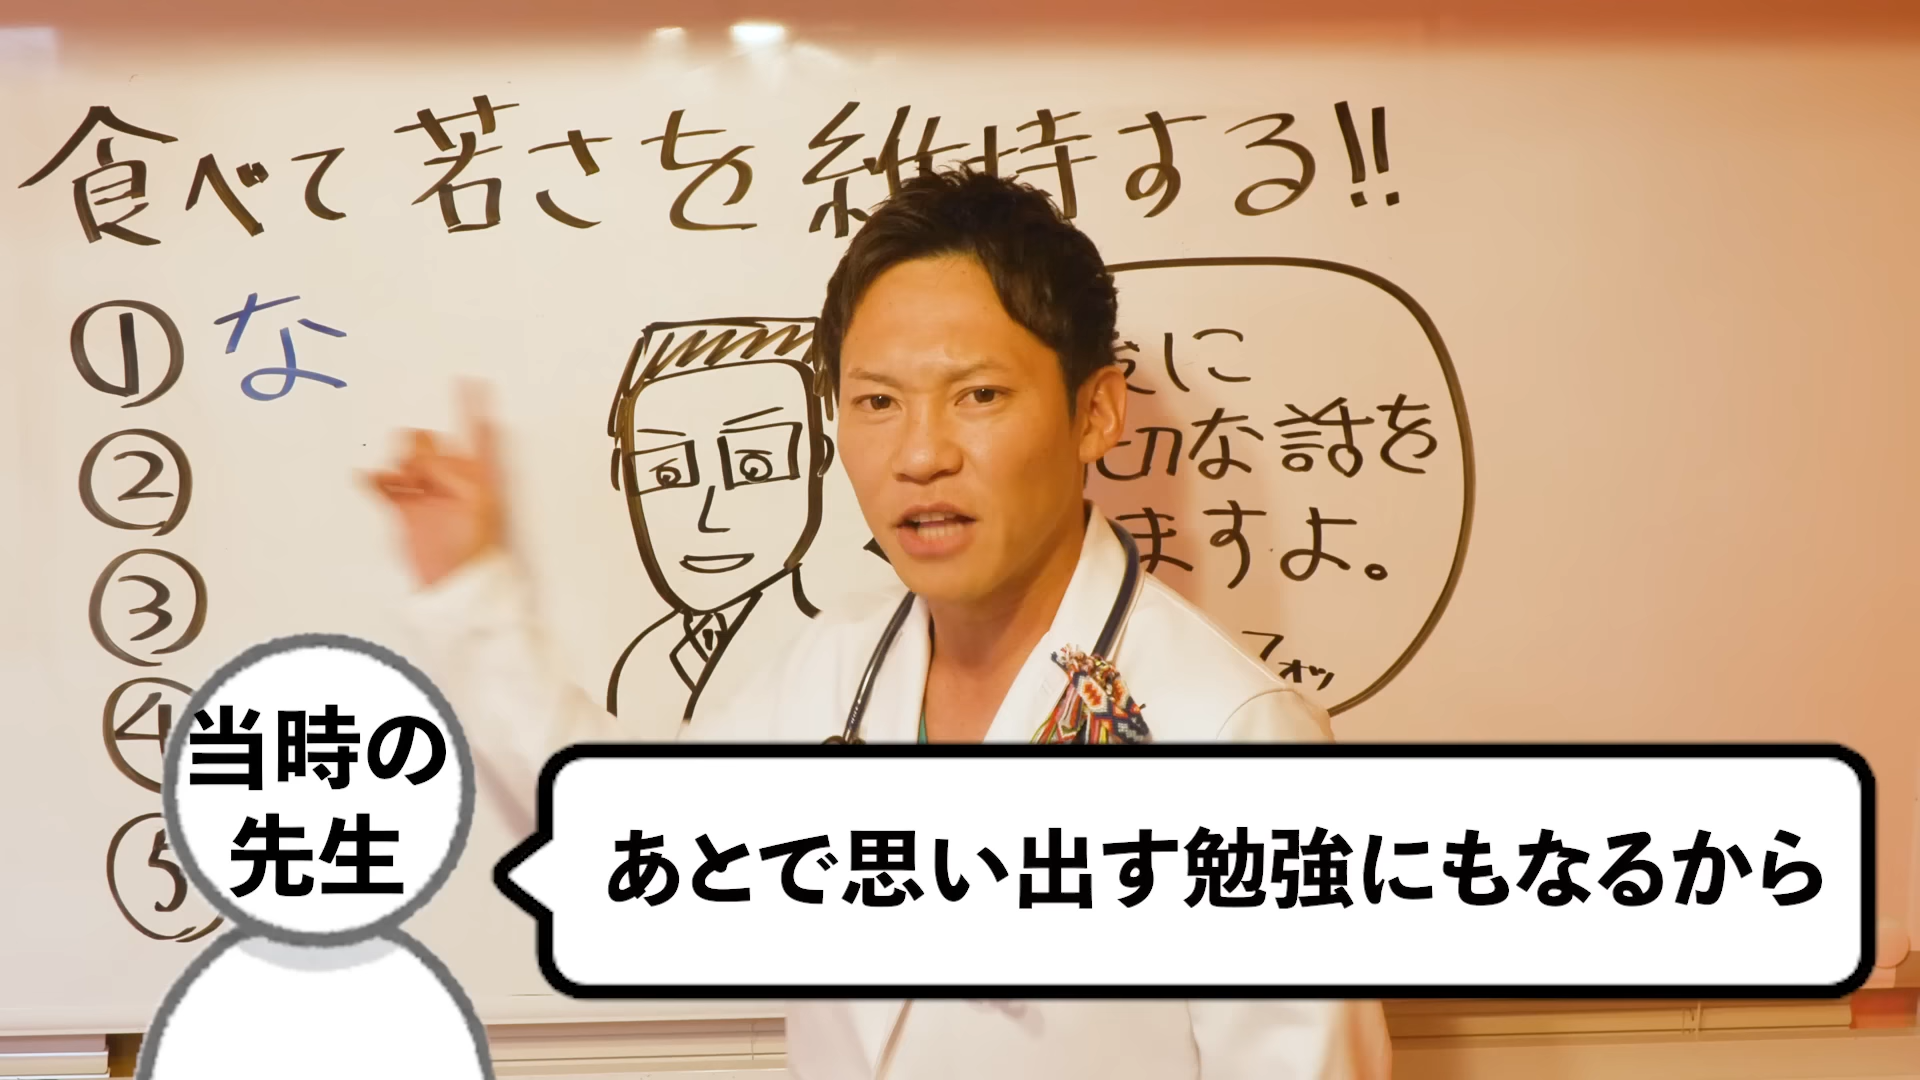 食べて若さを維持する!!
① な
②
③
④
⑤
に
切な話を
ますよ。
フォッ
当時の
先生
あとで思い出す勉強にもなるから